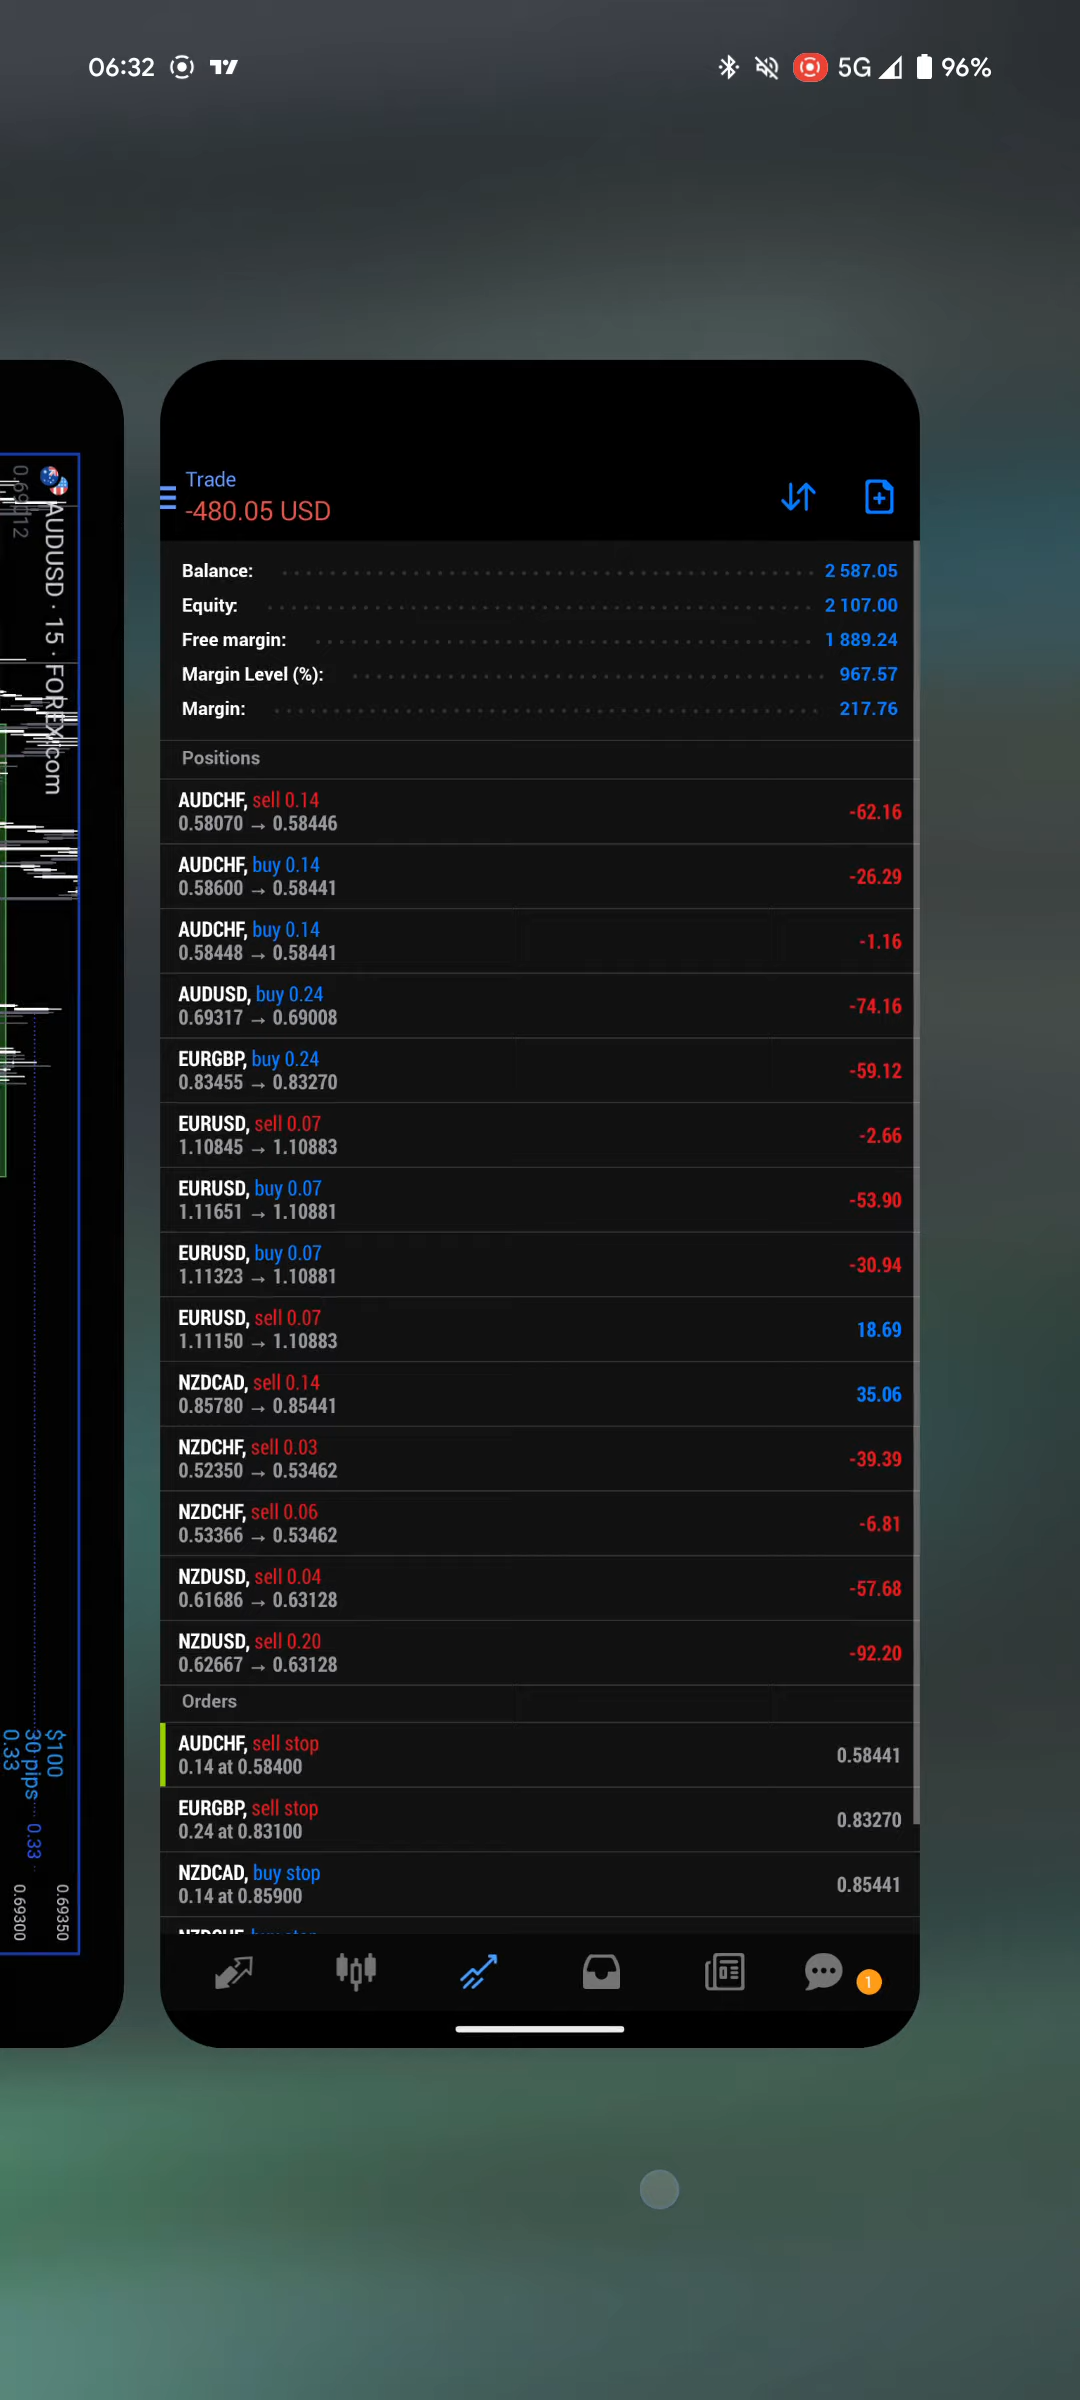 06:32
5G 96%
AUDUSD · 15 · FOREX.com
$100
30 pips
0.33
0.33
0.69350
0.69300
Trade
-480.05 USD
Balance: 2 587.05
Equity: 2 107.00
Free margin: 1 889.24
Margin Level (%): 967.57
Margin: 217.76
Positions
AUDCHF, sell 0.14
0.58070 → 0.58446
-62.16
AUDCHF, buy 0.14
0.58600 → 0.58441
-26.29
AUDCHF, buy 0.14
0.58448 → 0.58441
-1.16
AUDUSD, buy 0.24
0.69317 → 0.69008
-74.16
EURGBP, buy 0.24
0.83455 → 0.83270
-59.12
EURUSD, sell 0.07
1.10845 → 1.10883
-2.66
EURUSD, buy 0.07
1.11651 → 1.10881
-53.90
EURUSD, buy 0.07
1.11323 → 1.10881
-30.94
EURUSD, sell 0.07
1.11150 → 1.10883
18.69
NZDCAD, sell 0.14
0.85780 → 0.85441
35.06
NZDCHF, sell 0.03
0.52350 → 0.53462
-39.39
NZDCHF, sell 0.06
0.53366 → 0.53462
-6.81
NZDUSD, sell 0.04
0.61686 → 0.63128
-57.68
NZDUSD, sell 0.20
0.62667 → 0.63128
-92.20
Orders
AUDCHF, sell stop
0.14 at 0.58400
0.58441
EURGBP, sell stop
0.24 at 0.83100
0.83270
NZDCAD, buy stop
0.14 at 0.85900
0.85441
1